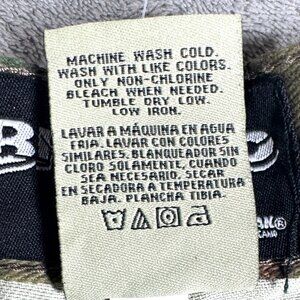 MACHINE WASH COLD.
WASH WITH LIKE COLORS.
ONLY NON-CHLORINE
BLEACH WHEN NEEDED.
TUMBLE DRY LOW.
LOW IRON.
LAVAR A MÁQUINA EN AGUA
FRIA. LAVAR CON COLORES
SIMILARES. BLANQUEADOR SIN
CLORO SOLAMENTE, CUANDO
SEA NECESARIO. SECAR
EN SECADORA A TEMPERATURA
BAJA. PLANCHA TIBIA.